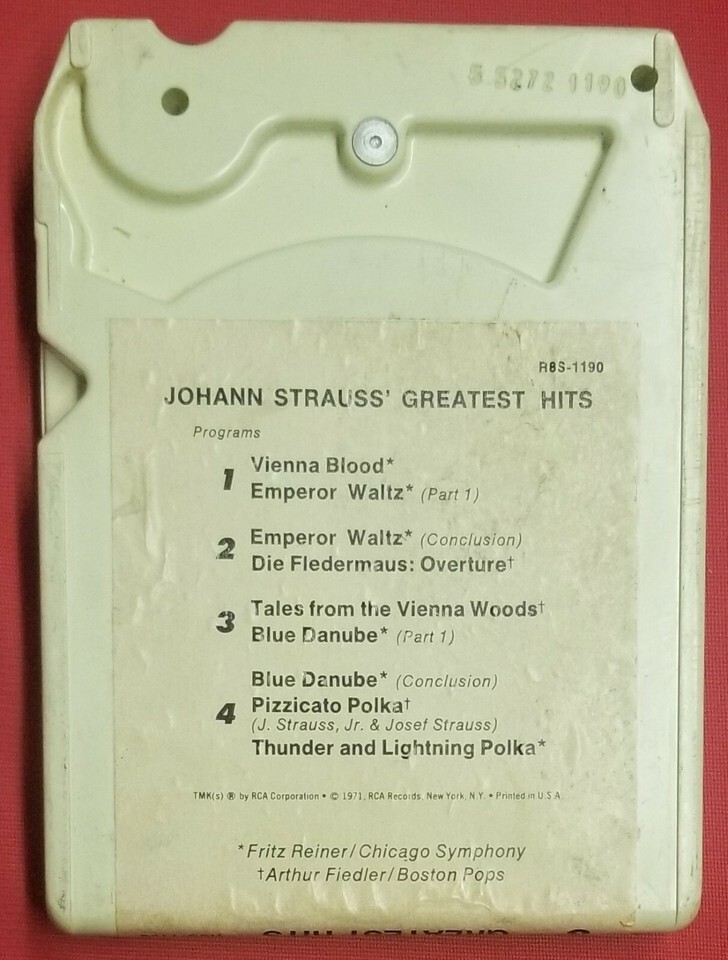 5 5272 1190
R8S-1190
JOHANN STRAUSS' GREATEST HITS
Programs
1 Vienna Blood*
Emperor Waltz* (Part 1)
2 Emperor Waltz* (Conclusion)
Die Fledermaus: Overture†
3 Tales from the Vienna Woods†
Blue Danube* (Part 1)
4 Blue Danube* (Conclusion)
Pizzicato Polka†
(J. Strauss, Jr. & Josef Strauss)
Thunder and Lightning Polka*
TMK(s) ® by RCA Corporation • © 1971, RCA Records, New York, N.Y. • Printed in U.S.A.
*Fritz Reiner/Chicago Symphony
†Arthur Fiedler/Boston Pops
GREATEST HITS